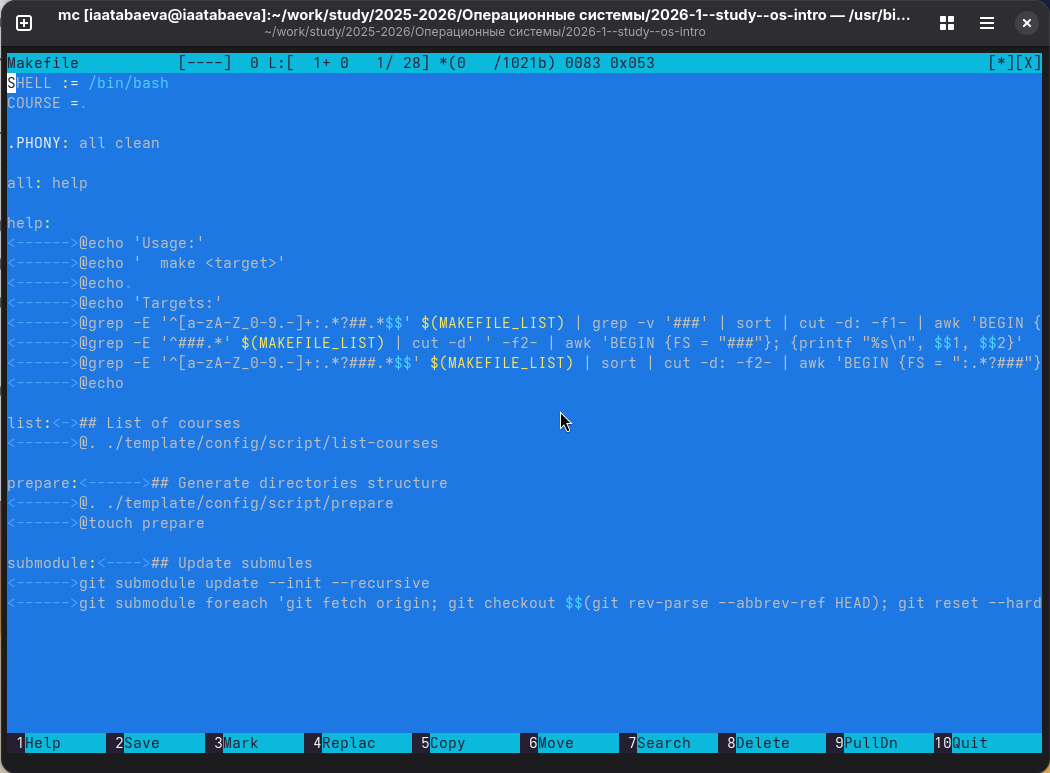 mc [iaatabaeva@iaatabaeva]:~/work/study/2025-2026/Операционные системы/2026-1--study--os-intro — /usr/bi...
~/work/study/2025-2026/Операционные системы/2026-1--study--os-intro
Makefile           [----]  0 L:[  1+ 0   1/ 28] *(0   /1021b) 0083 0x053                                     [*][X]
SHELL := /bin/bash
COURSE =.
.PHONY: all clean
all: help
help:
<------>@echo 'Usage:'
<------>@echo '  make <target>'
<------>@echo.
<------>@echo 'Targets:'
<------>@grep -E '^[a-zA-Z_0-9.-]+:.*?##.*$$' $(MAKEFILE_LIST) | grep -v '###' | sort | cut -d: -f1- | awk 'BEGIN {
<------>@grep -E '^###.*' $(MAKEFILE_LIST) | cut -d' ' -f2- | awk 'BEGIN {FS = "###"}; {printf "%s\n", $$1, $$2}'
<------>@grep -E '^[a-zA-Z_0-9.-]+:.*?###.*$$' $(MAKEFILE_LIST) | sort | cut -d: -f2- | awk 'BEGIN {FS = ":.*?###"}
<------>@echo
list:<->## List of courses
<------>@. ./template/config/script/list-courses
prepare:<------>## Generate directories structure
<------>@. ./template/config/script/prepare
<------>@touch prepare
submodule:<---->## Update submules
<------>git submodule update --init --recursive
<------>git submodule foreach 'git fetch origin; git checkout $$(git rev-parse --abbrev-ref HEAD); git reset --hard
1Help 2Save 3Mark 4Replac 5Copy 6Move 7Search 8Delete 9PullDn 10Quit